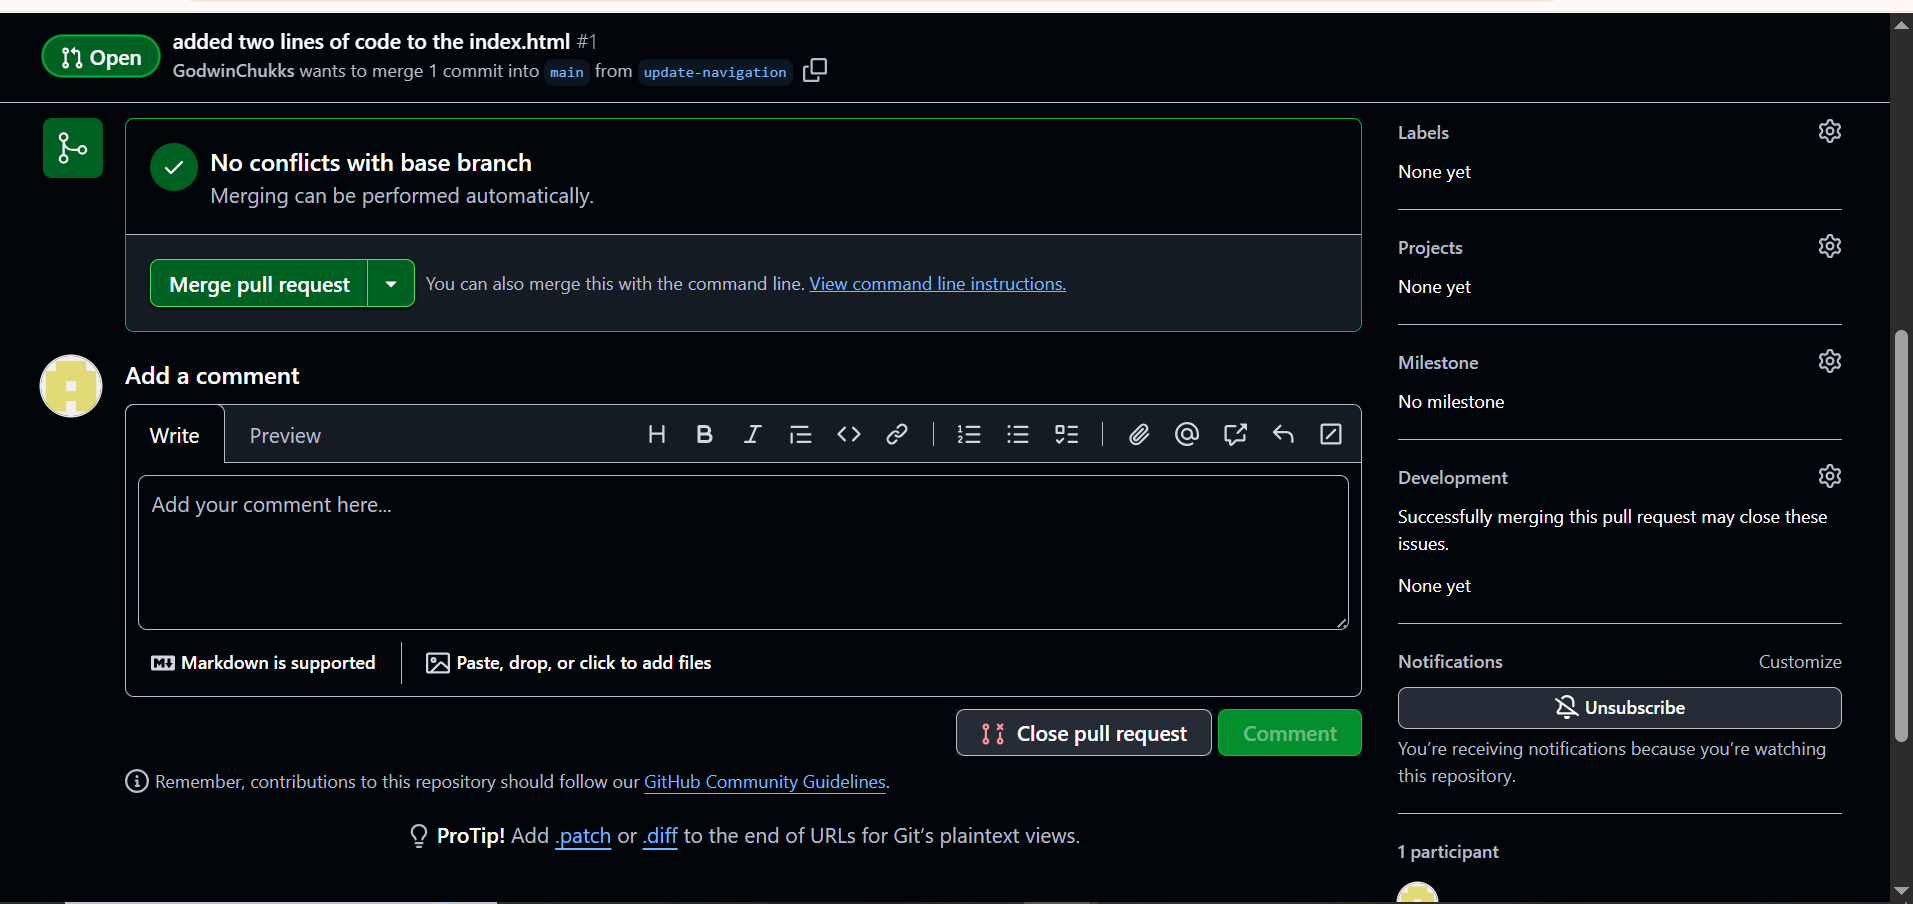 Open
added two lines of code to the index.html #1
GodwinChukks wants to merge 1 commit into main from update-navigation
No conflicts with base branch
Merging can be performed automatically.
Merge pull request
You can also merge this with the command line. View command line instructions.
Add a comment
Write
Preview
Add your comment here...
Markdown is supported
Paste, drop, or click to add files
Close pull request
Comment
Remember, contributions to this repository should follow our GitHub Community Guidelines.
ProTip! Add .patch or .diff to the end of URLs for Git’s plaintext views.
Labels
None yet
Projects
None yet
Milestone
No milestone
Development
Successfully merging this pull request may close these
issues.
None yet
Notifications
Customize
Unsubscribe
You’re receiving notifications because you’re watching
this repository.
1 participant